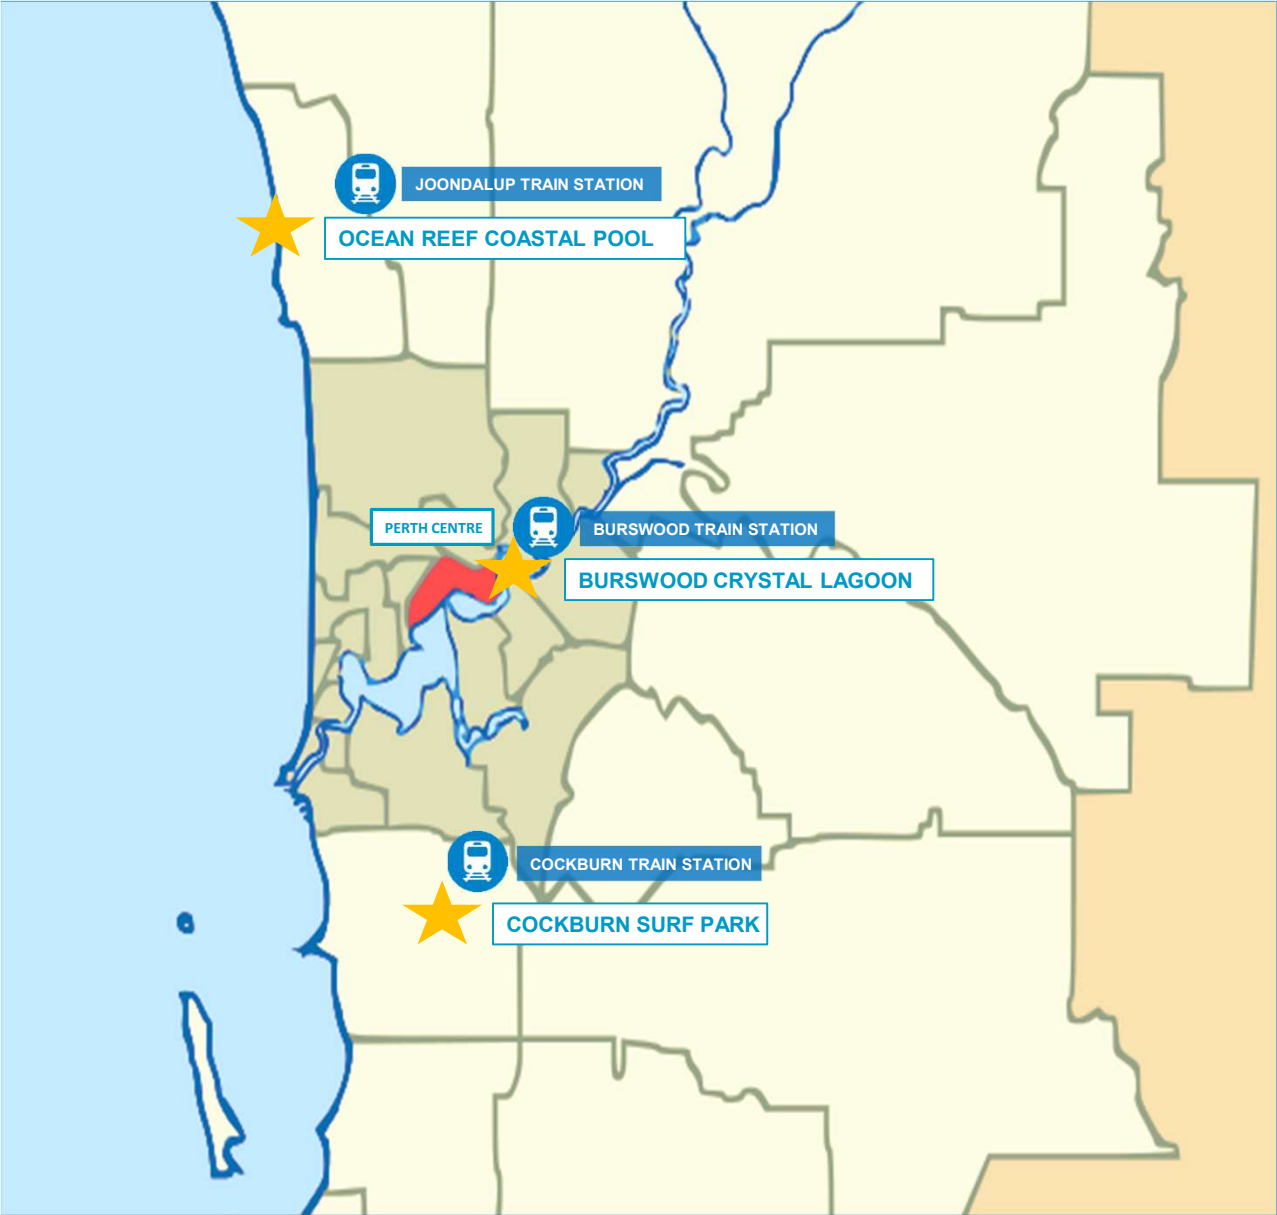 JOONDALUP TRAIN STATION
OCEAN REEF COASTAL POOL
PERTH CENTRE
BURSWOOD TRAIN STATION
BURSWOOD CRYSTAL LAGOON
COCKBURN TRAIN STATION
COCKBURN SURF PARK